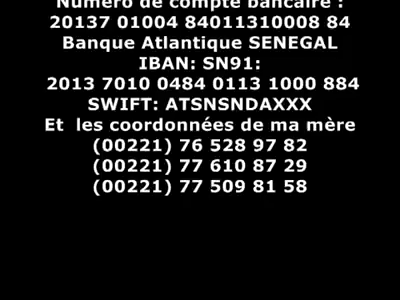 Numéro de compte bancaire :
20137 01004 84011310008 84
Banque Atlantique SENEGAL
IBAN: SN91:
2013 7010 0484 0113 1000 884
SWIFT: ATSNSNDAXXX
Et les coordonnées de ma mère
(00221) 76 528 97 82
(00221) 77 610 87 29
(00221) 77 509 81 58